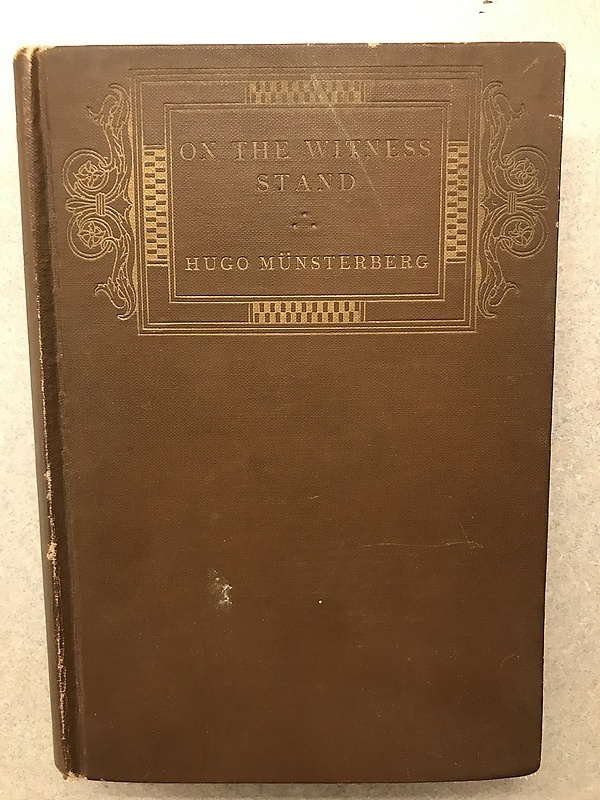 ON THE WITNESS
STAND
HUGO MÜNSTERBERG